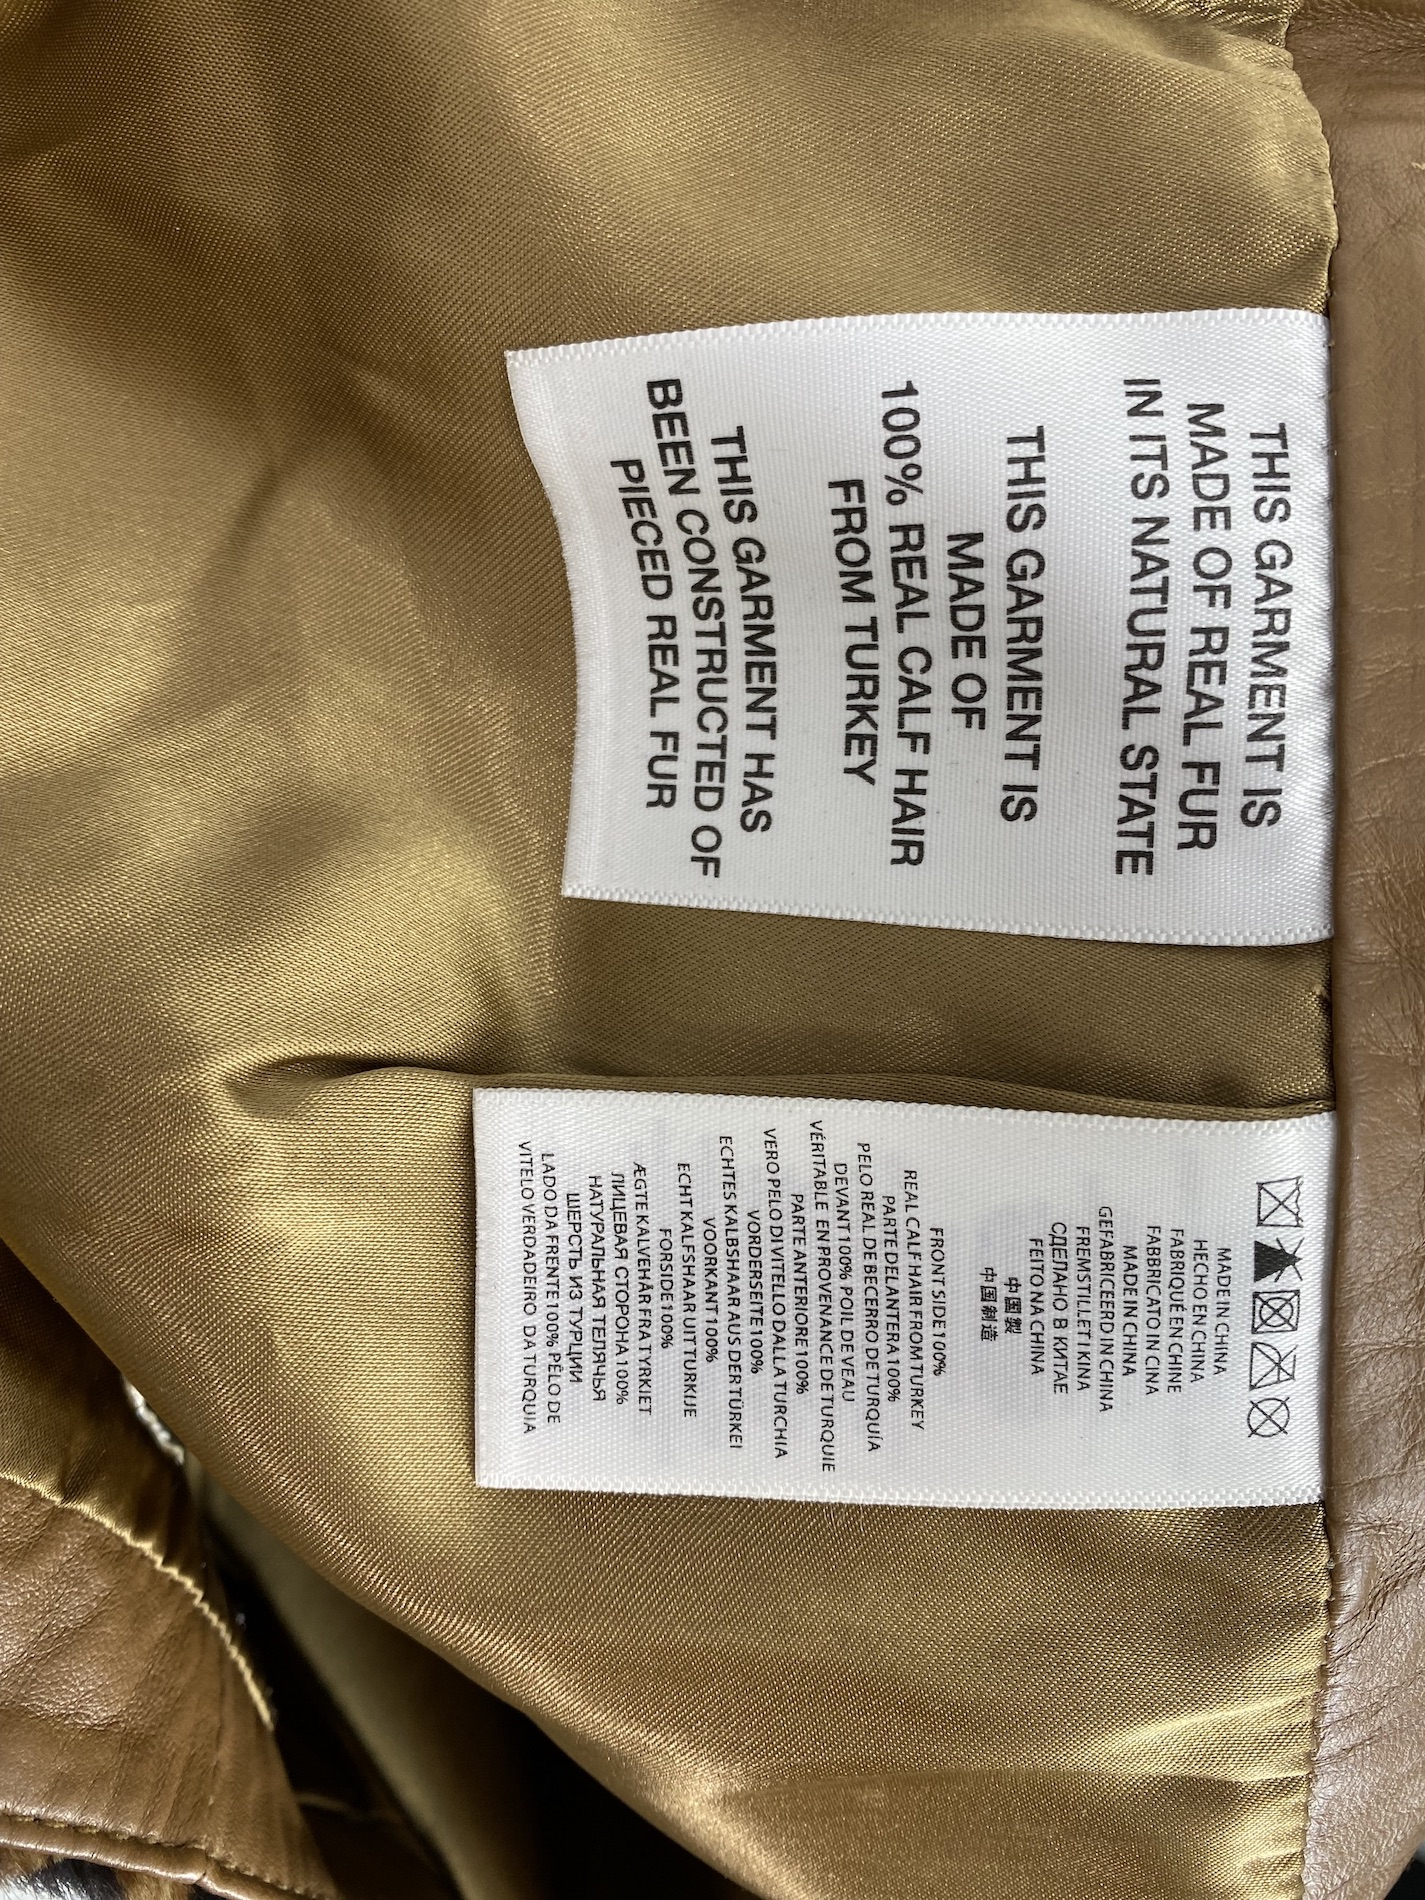 THIS GARMENT IS
MADE OF REAL FUR
IN ITS NATURAL STATE
THIS GARMENT IS
MADE OF
100% REAL CALF HAIR
FROM TURKEY
THIS GARMENT HAS
BEEN CONSTRUCTED OF
PIECED REAL FUR
MADE IN CHINA
HECHO EN CHINA
FABRIQUÉ EN CHINE
FABBRICATO IN CINA
MADE IN CHINA
GEFABRICEERD IN CHINA
FREMSTILLET I KINA
СДЕЛАНО В КИТАЕ
FEITO NA CHINA
中國製
中国制造
FRONT SIDE 100%
REAL CALF HAIR FROM TURKEY
PARTE DELANTERA 100%
PELO REAL DE BECERRO DE TURQUÍA
DEVANT 100% POIL DE VEAU
VÉRITABLE EN PROVENANCE DE TURQUIE
PARTE ANTERIORE 100%
VERO PELO DI VITELLO DALLA TURCHIA
VORDERSEITE 100%
ECHTES KALBSHAAR AUS DER TÜRKEI
VOORKANT 100%
ECHT KALFSHAAR UIT TURKIJE
FORSIDE 100%
ÆGTE KALVEHÅR FRA TYRKIET
ЛИЦЕВАЯ СТОРОНА 100%
НАТУРАЛЬНАЯ ТЕЛЯЧЬЯ
ШЕРСТЬ ИЗ ТУРЦИИ
LADO DA FRENTE 100% PÊLO DE
VITELO VERDADEIRO DA TURQUIA